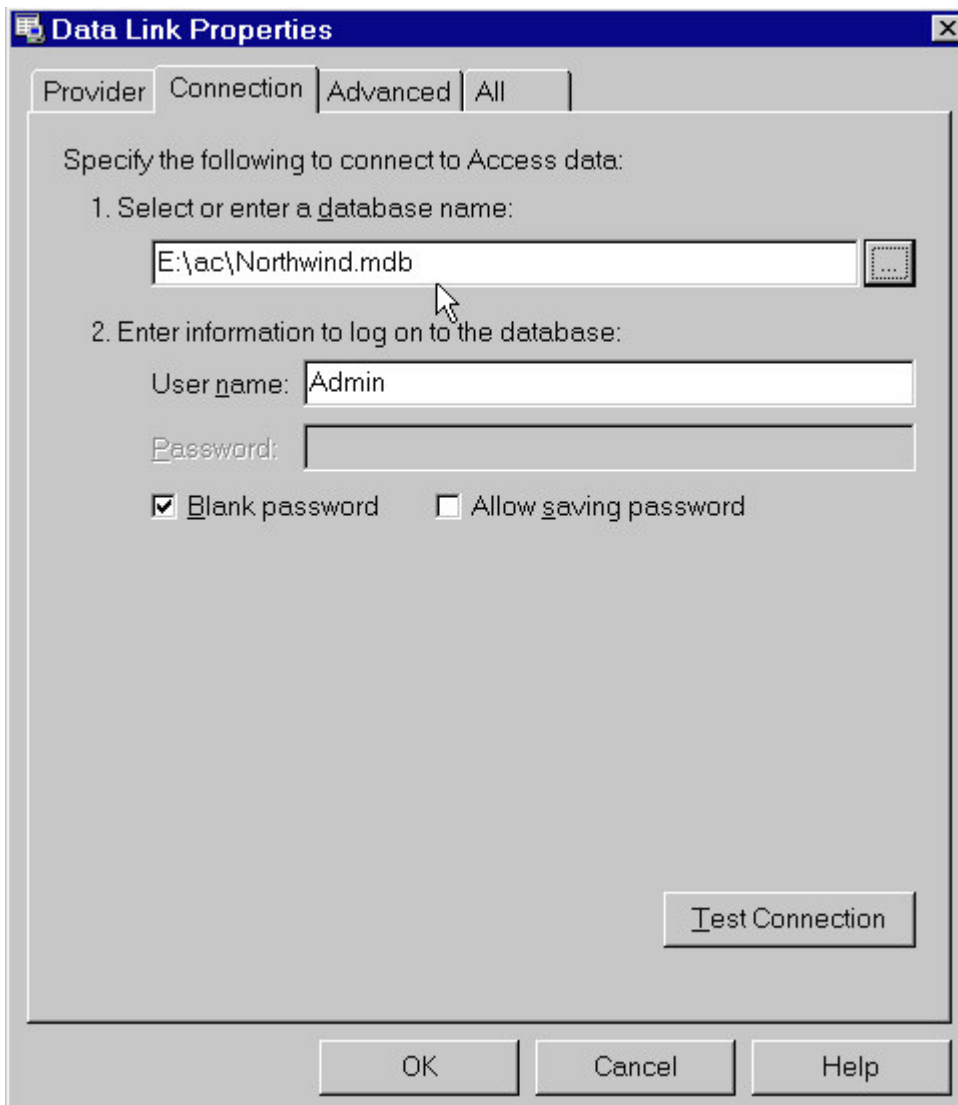 Data Link Properties
Provider Connection Advanced All
Specify the following to connect to Access data:
1. Select or enter a database name:
E:\ac\Northwind.mdb ...
2. Enter information to log on to the database:
User name: Admin
Password:
Blank password Allow saving password
Test Connection
OK Cancel Help